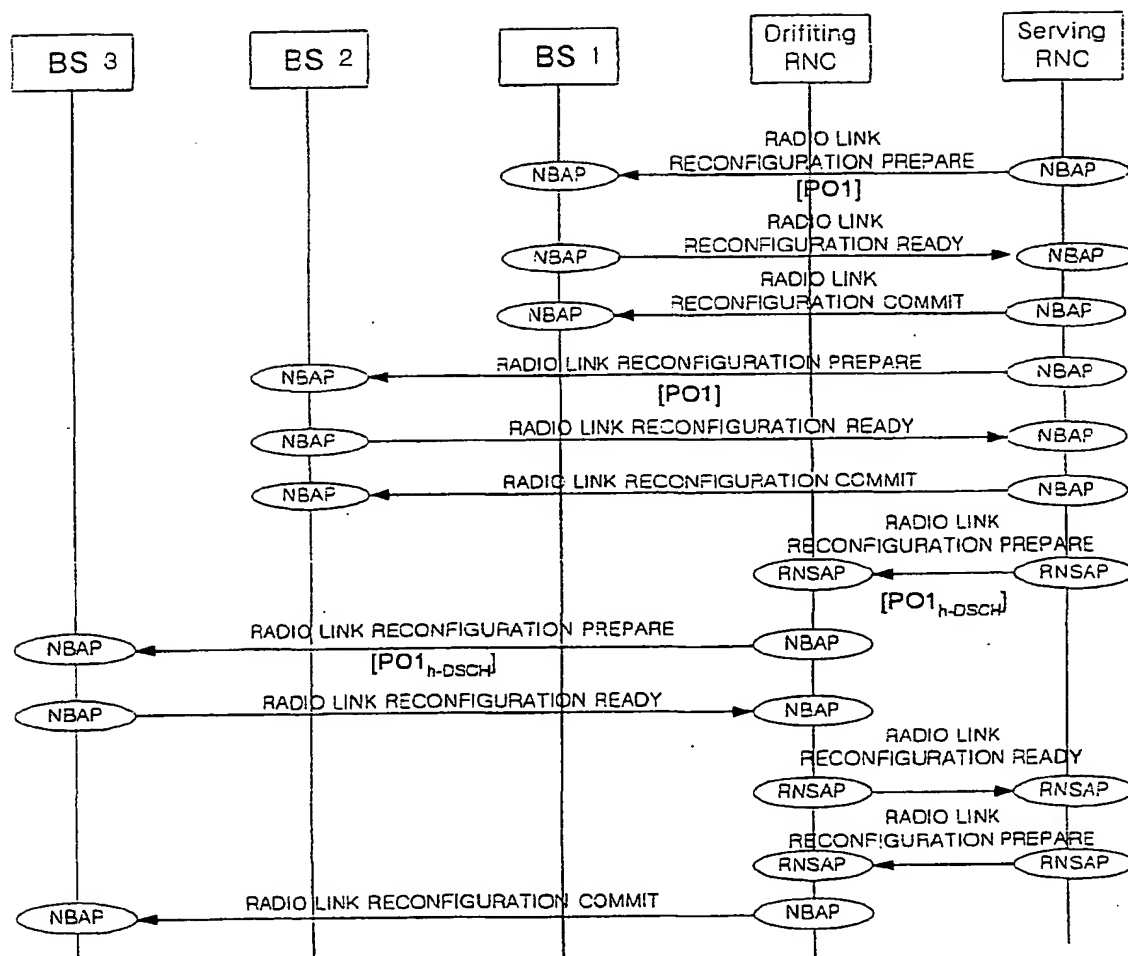 BS 3
BS 2
BS 1
Drifiting
RNC
Serving
RNC
RADIO LINK
RECONFIGURATION PREPARE
NBAP
NBAP
[PO1]
RADIO LINK
RECONFIGURATION READY
NBAP
NBAP
RADIO LINK
RECONFIGURATION COMMIT
NBAP
NBAP
RADIO LINK RECONFIGURATION PREPARE
NBAP
NBAP
[PO1]
RADIO LINK RECONFIGURATION READY
NBAP
NBAP
RADIO LINK RECONFIGURATION COMMIT
NBAP
NBAP
RADIO LINK
RECONFIGURATION PREPARE
RNSAP
RNSAP
[PO1h-DSCH]
RADIO LINK RECONFIGURATION PREPARE
NBAP
NBAP
[PO1h-DSCH]
RADIO LINK RECONFIGURATION READY
NBAP
NBAP
RADIO LINK
RECONFIGURATION READY
RNSAP
RNSAP
RADIO LINK
RECONFIGURATION PREPARE
RNSAP
RNSAP
RADIO LINK RECONFIGURATION COMMIT
NBAP
NBAP